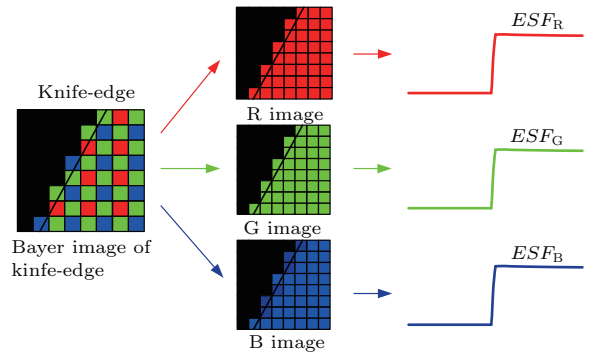 Knife-edge
Bayer image of
kinfe-edge
R image
G image
B image
ESF_R
ESF_G
ESF_B